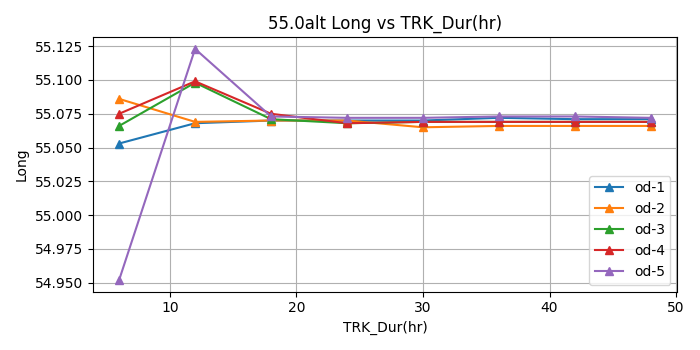 55.0alt Long vs TRK_Dur(hr)
55.125
55.100
55.075
55.050
55.025
55.000
54.975
54.950
Long
od-1
od-2
od-3
od-4
od-5
10 20 30 40 50
TRK_Dur(hr)